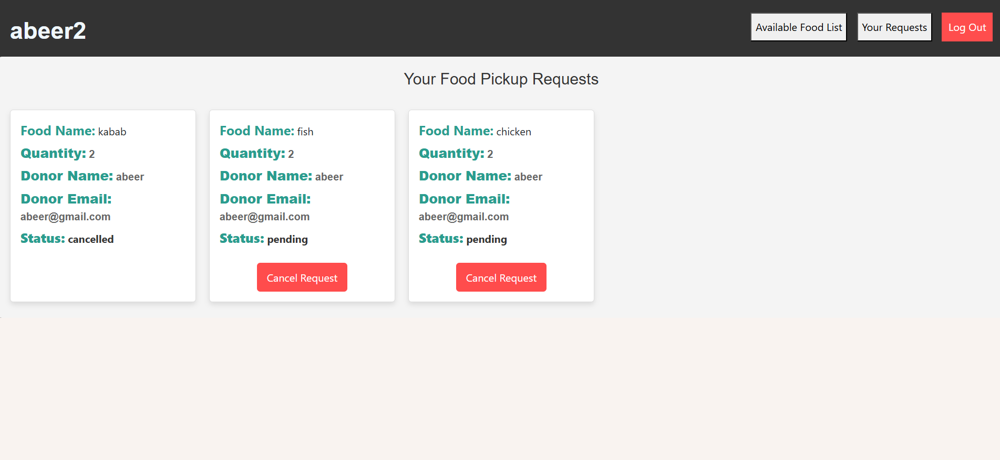 abeer2
Available Food List
Your Requests
Log Out
Your Food Pickup Requests
Food Name: kabab
Quantity: 2
Donor Name: abeer
Donor Email:
abeer@gmail.com
Status: cancelled
Food Name: fish
Quantity: 2
Donor Name: abeer
Donor Email:
abeer@gmail.com
Status: pending
Cancel Request
Food Name: chicken
Quantity: 2
Donor Name: abeer
Donor Email:
abeer@gmail.com
Status: pending
Cancel Request